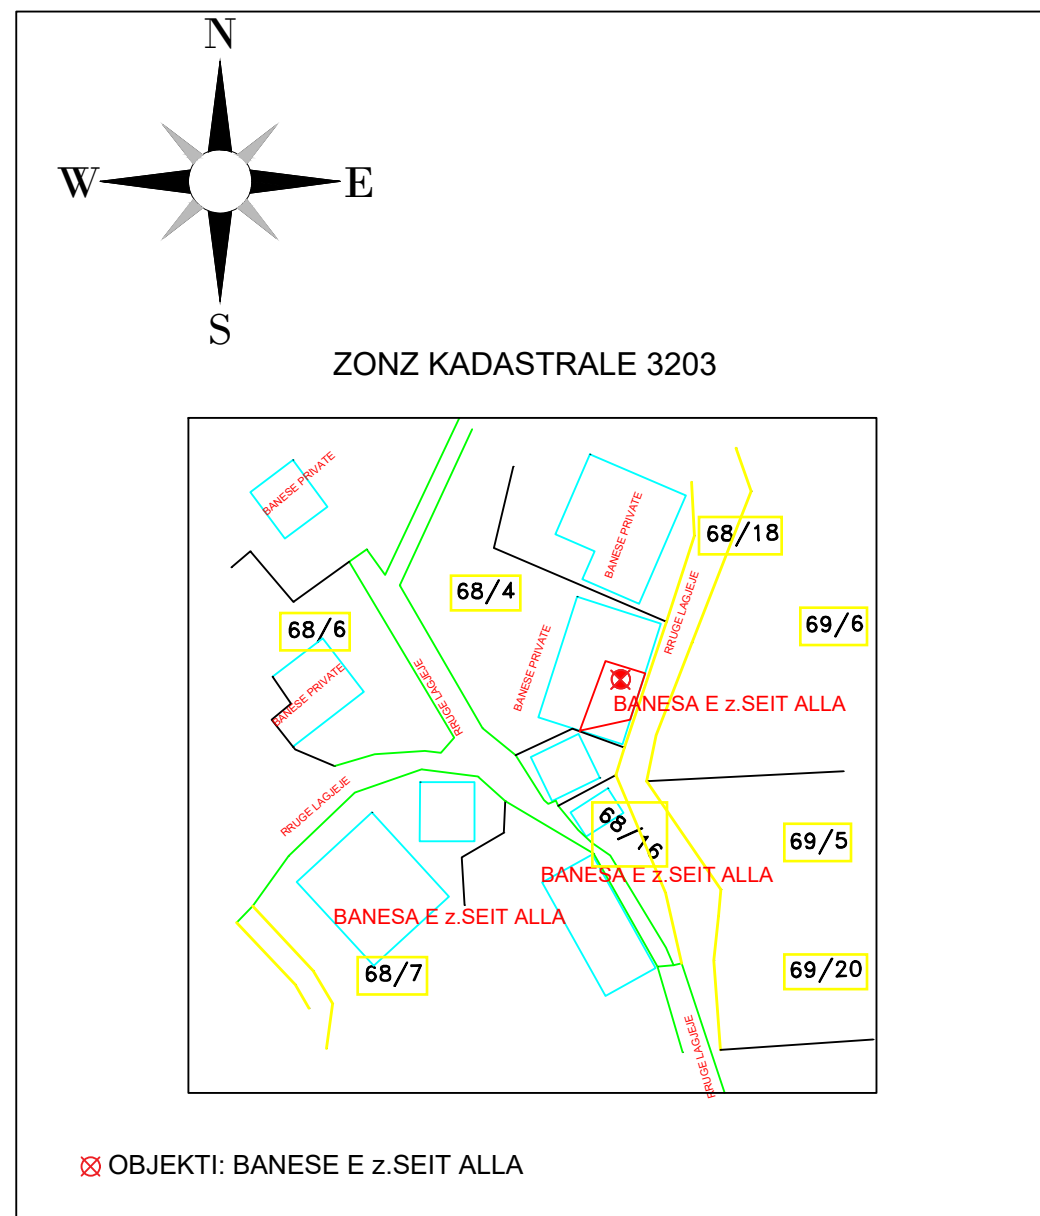 N
W
E
S
ZONZ KADASTRALE 3203
BANESE PRIVATE
BANESE PRIVATE
68/18
68/4
RRUGE LAGJEJE
69/6
68/6
BANESE PRIVATE
BANESE PRIVATE
RRUGE LAGJEJE
BANESA E z.SEIT ALLA
RRUGE LAGJEJE
68/16
69/5
BANESA E z.SEIT ALLA
BANESA E z.SEIT ALLA
68/7
69/20
RRUGE LAGJEJE
OBJEKTI: BANESE E z.SEIT ALLA